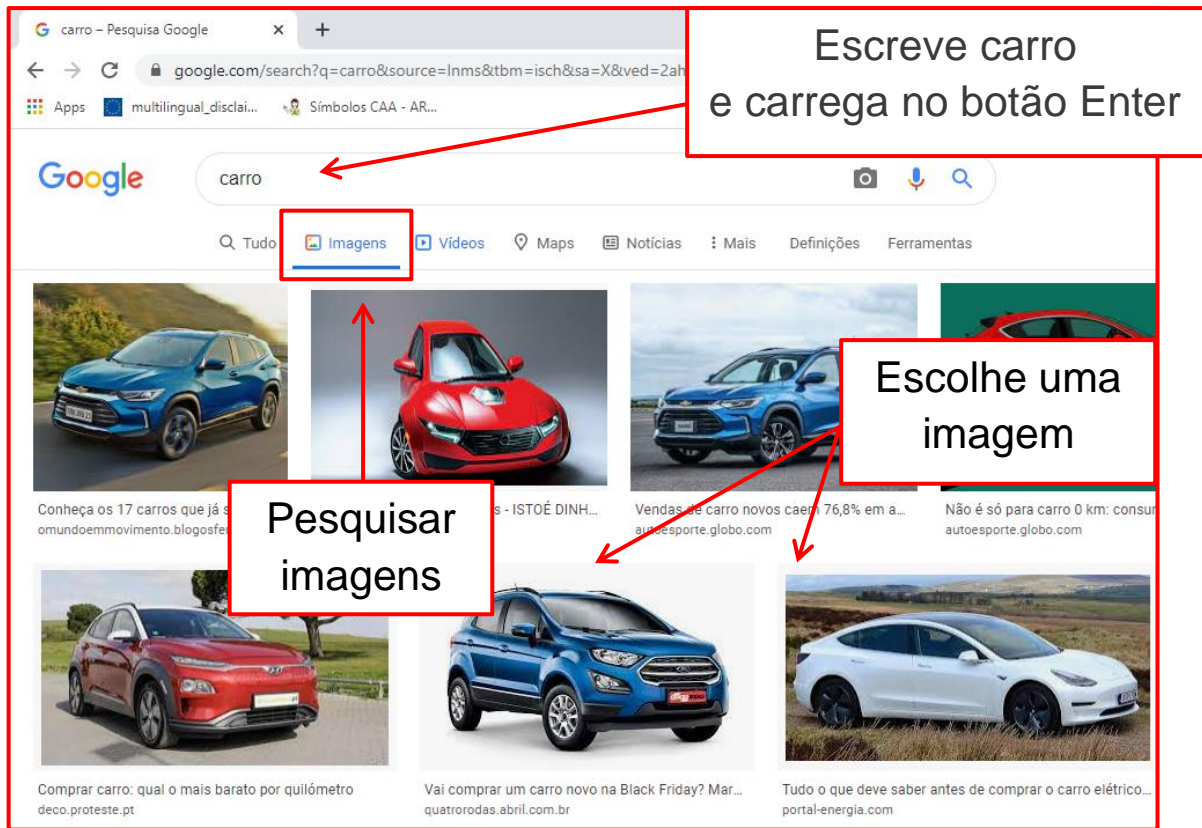 carro – Pesquisa Google
Escreve carro
e carrega no botão Enter
google.com/search?q=carro&source=lnms&tbm=isch&sa=X&ved=2ah
Apps multilingual_disclai... Símbolos CAA - AR...
Google carro
Tudo Imagens Vídeos Maps Notícias Mais Definições Ferramentas
Escolhe uma
imagem
Pesquisar
imagens
Conheça os 17 carros que já s
omundoemmovimento.blogosfe
s - ISTOÉ DINH...
Vendas de carro novos caem 76,8% em a...
autoesporte.globo.com
Não é só para carro 0 km: consur
autoesporte.globo.com
Comprar carro: qual o mais barato por quilómetro
deco.proteste.pt
Vai comprar um carro novo na Black Friday? Mar...
quatrorodas.abril.com.br
Tudo o que deve saber antes de comprar o carro elétrico...
portal-energia.com